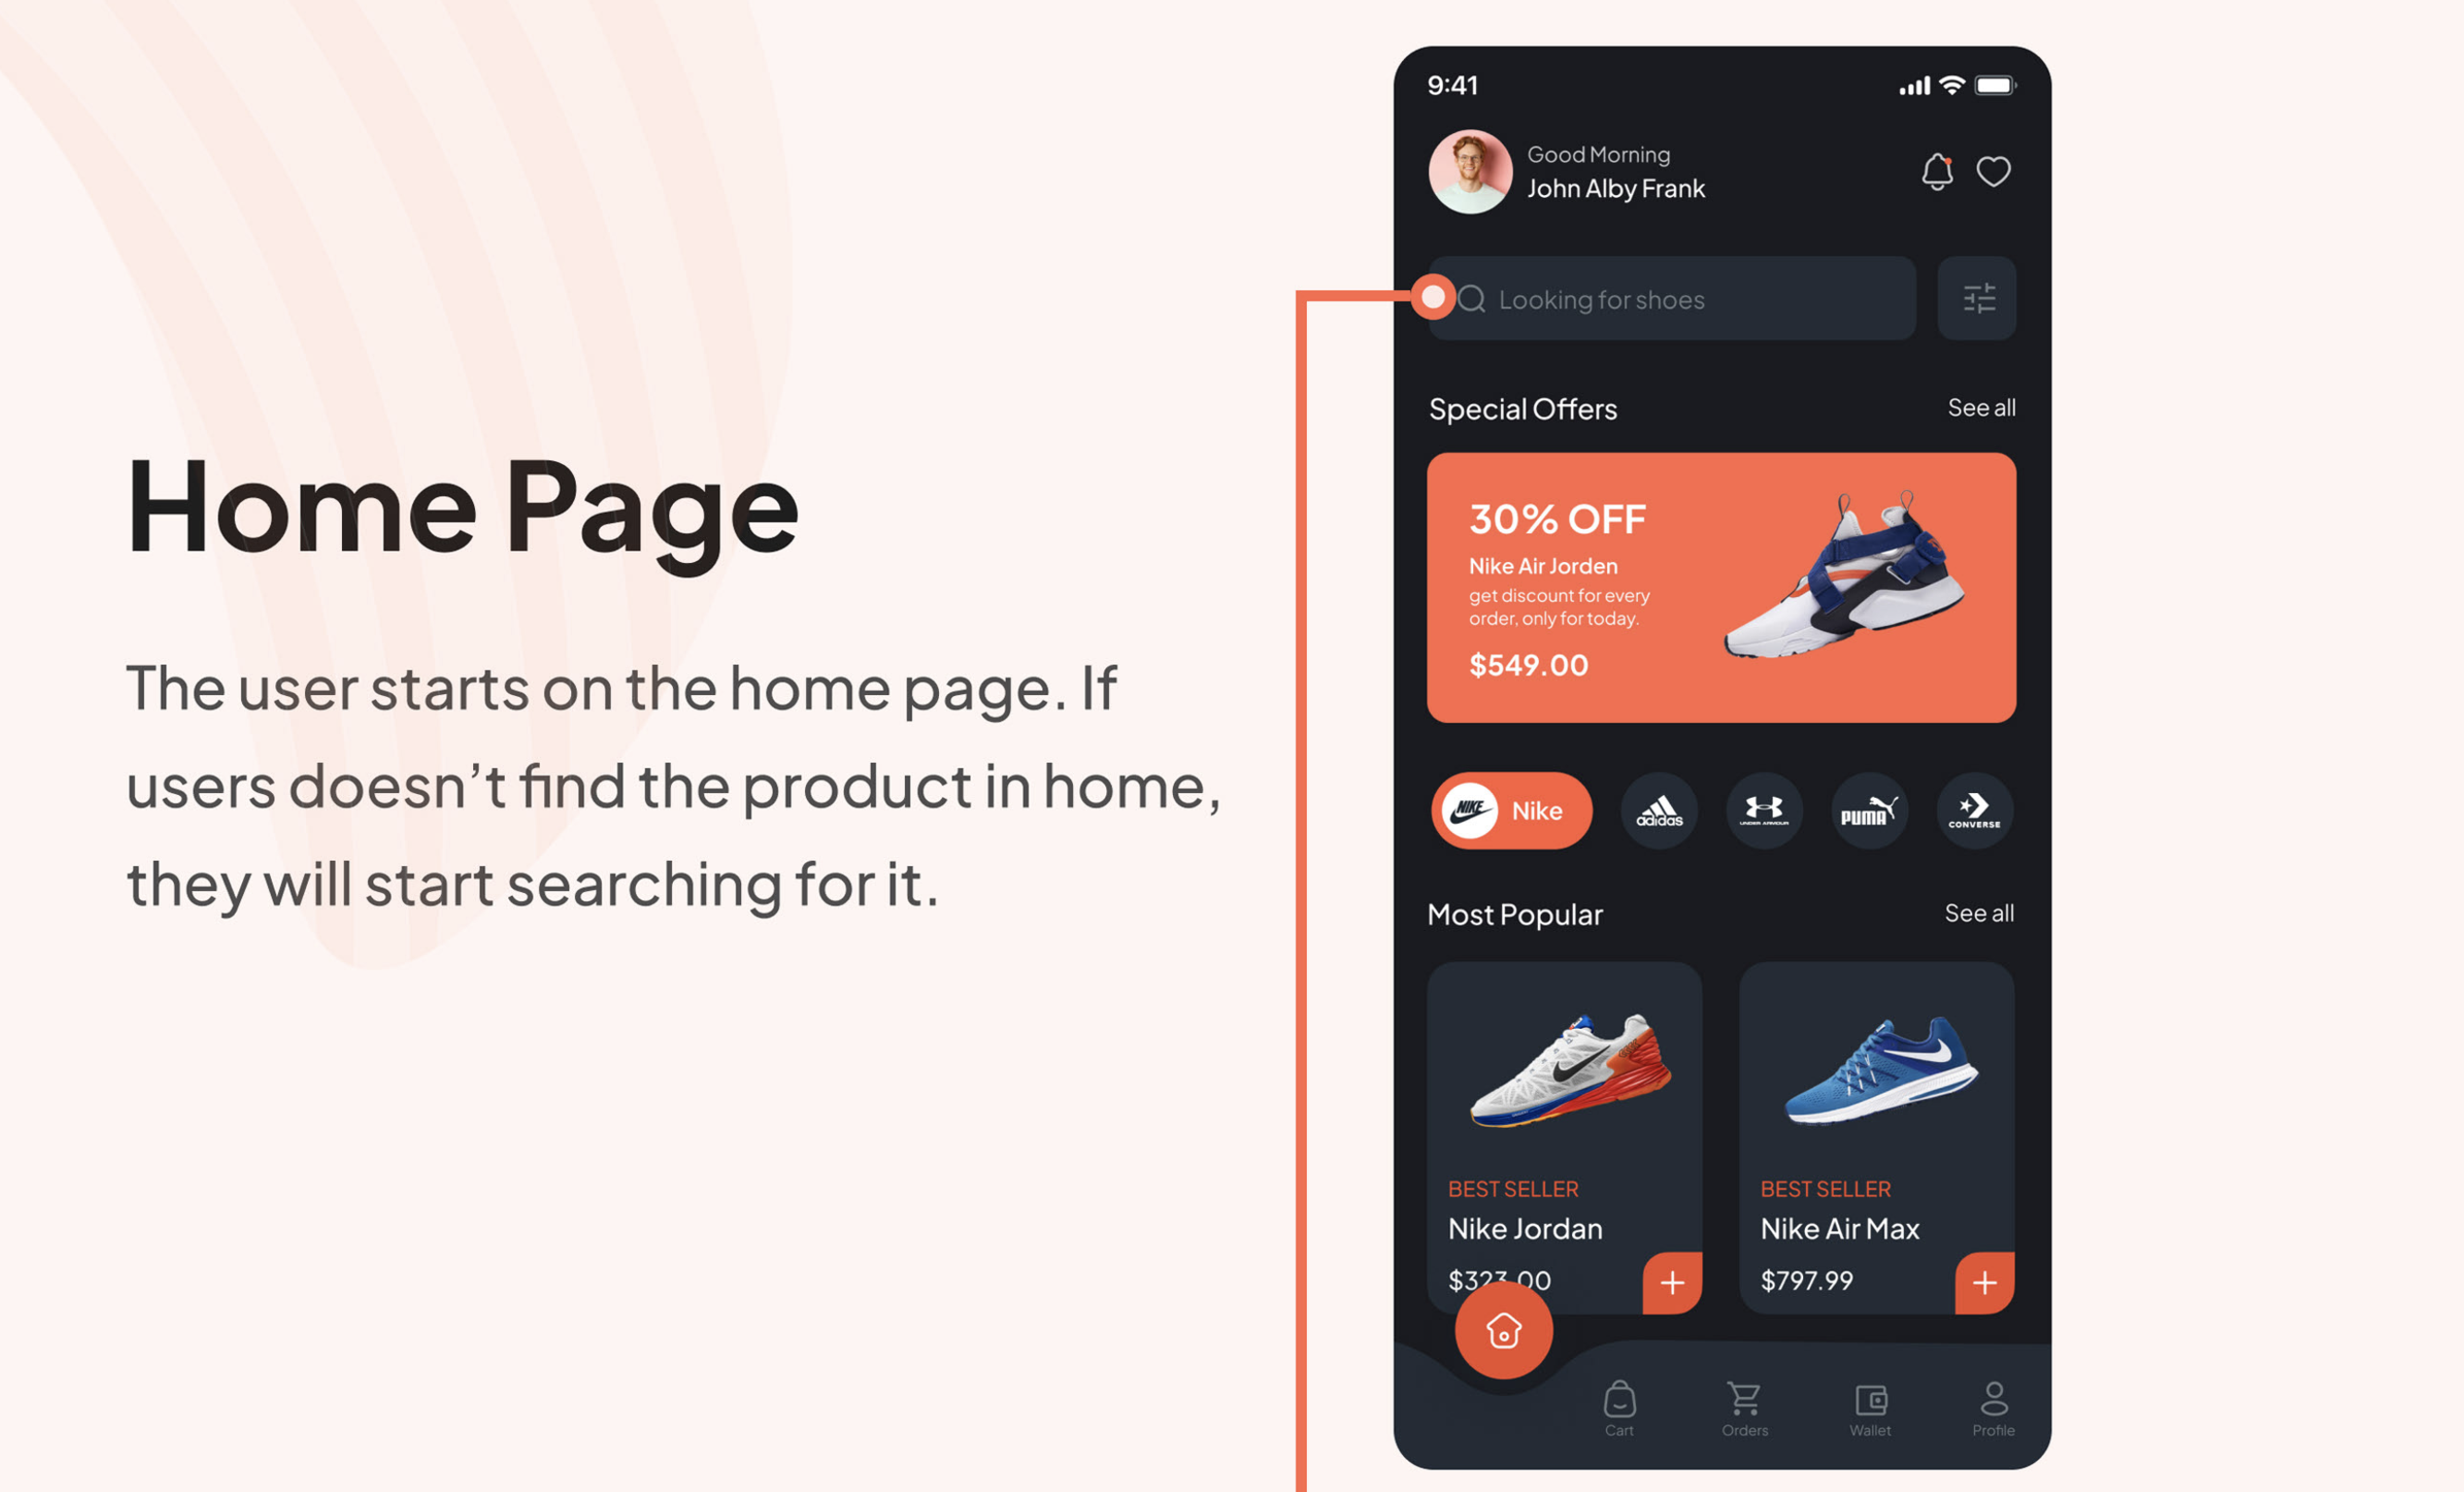 Home Page
The user starts on the home page. If
users doesn’t find the product in home,
they will start searching for it.
9:41
Good Morning
John Alby Frank
Looking for shoes
Special Offers
See all
30% OFF
Nike Air Jorden
get discount for every
order, only for today.
$549.00
NIKE
Nike
adidas
UNDER ARMOUR
PUMA
CONVERSE
Most Popular
See all
BEST SELLER
Nike Jordan
$323.00
BEST SELLER
Nike Air Max
$797.99
Cart
Orders
Wallet
Profile